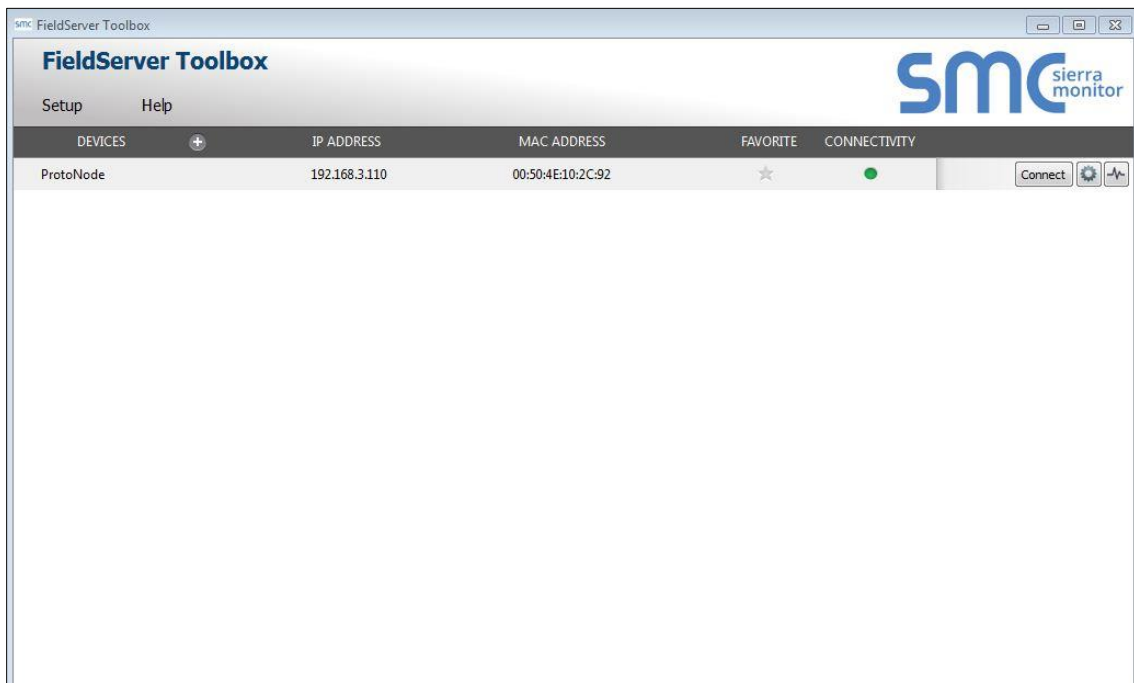 smc FieldServer Toolbox
FieldServer Toolbox
smc sierra monitor
Setup Help
DEVICES IP ADDRESS MAC ADDRESS FAVORITE CONNECTIVITY
ProtoNode 192.168.3.110 00:50:4E:10:2C:92 Connect